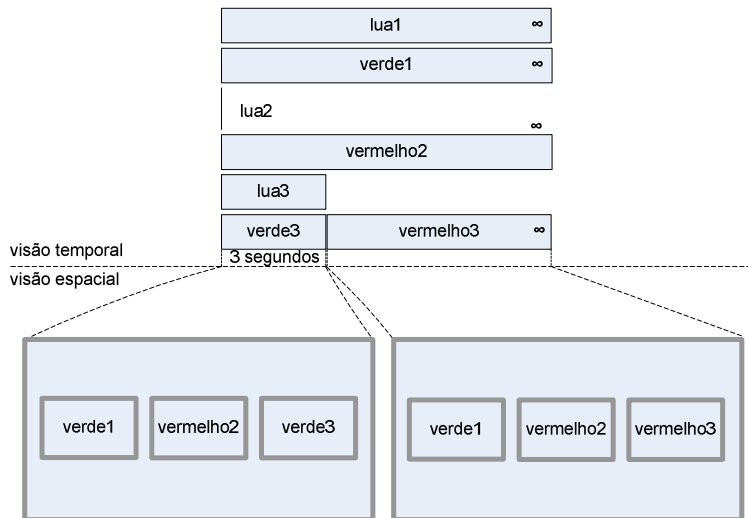 lua1 ∞
verde1 ∞
lua2
∞
vermelho2
lua3
verde3 vermelho3 ∞
visão temporal
3 segundos
visão espacial
verde1 vermelho2 verde3
verde1 vermelho2 vermelho3